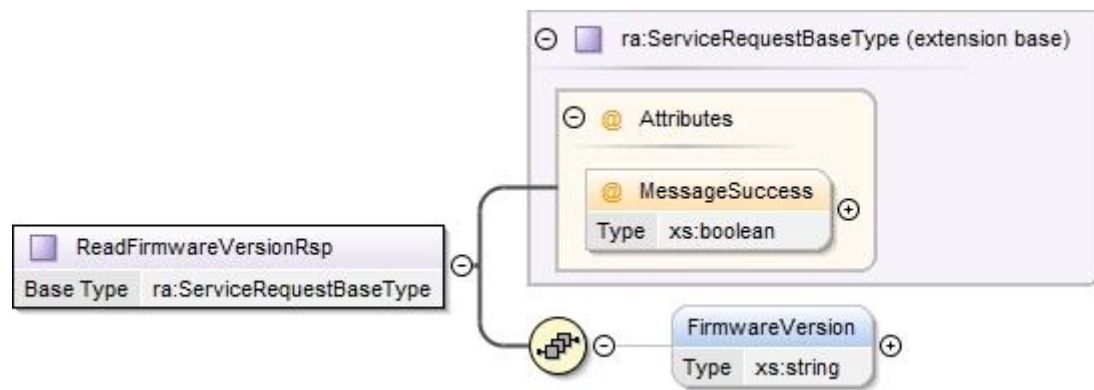 ra:ServiceRequestBaseType (extension base)
@ Attributes
@ MessageSuccess
Type xs:boolean
ReadFirmwareVersionRsp
Base Type ra:ServiceRequestBaseType
FirmwareVersion
Type xs:string